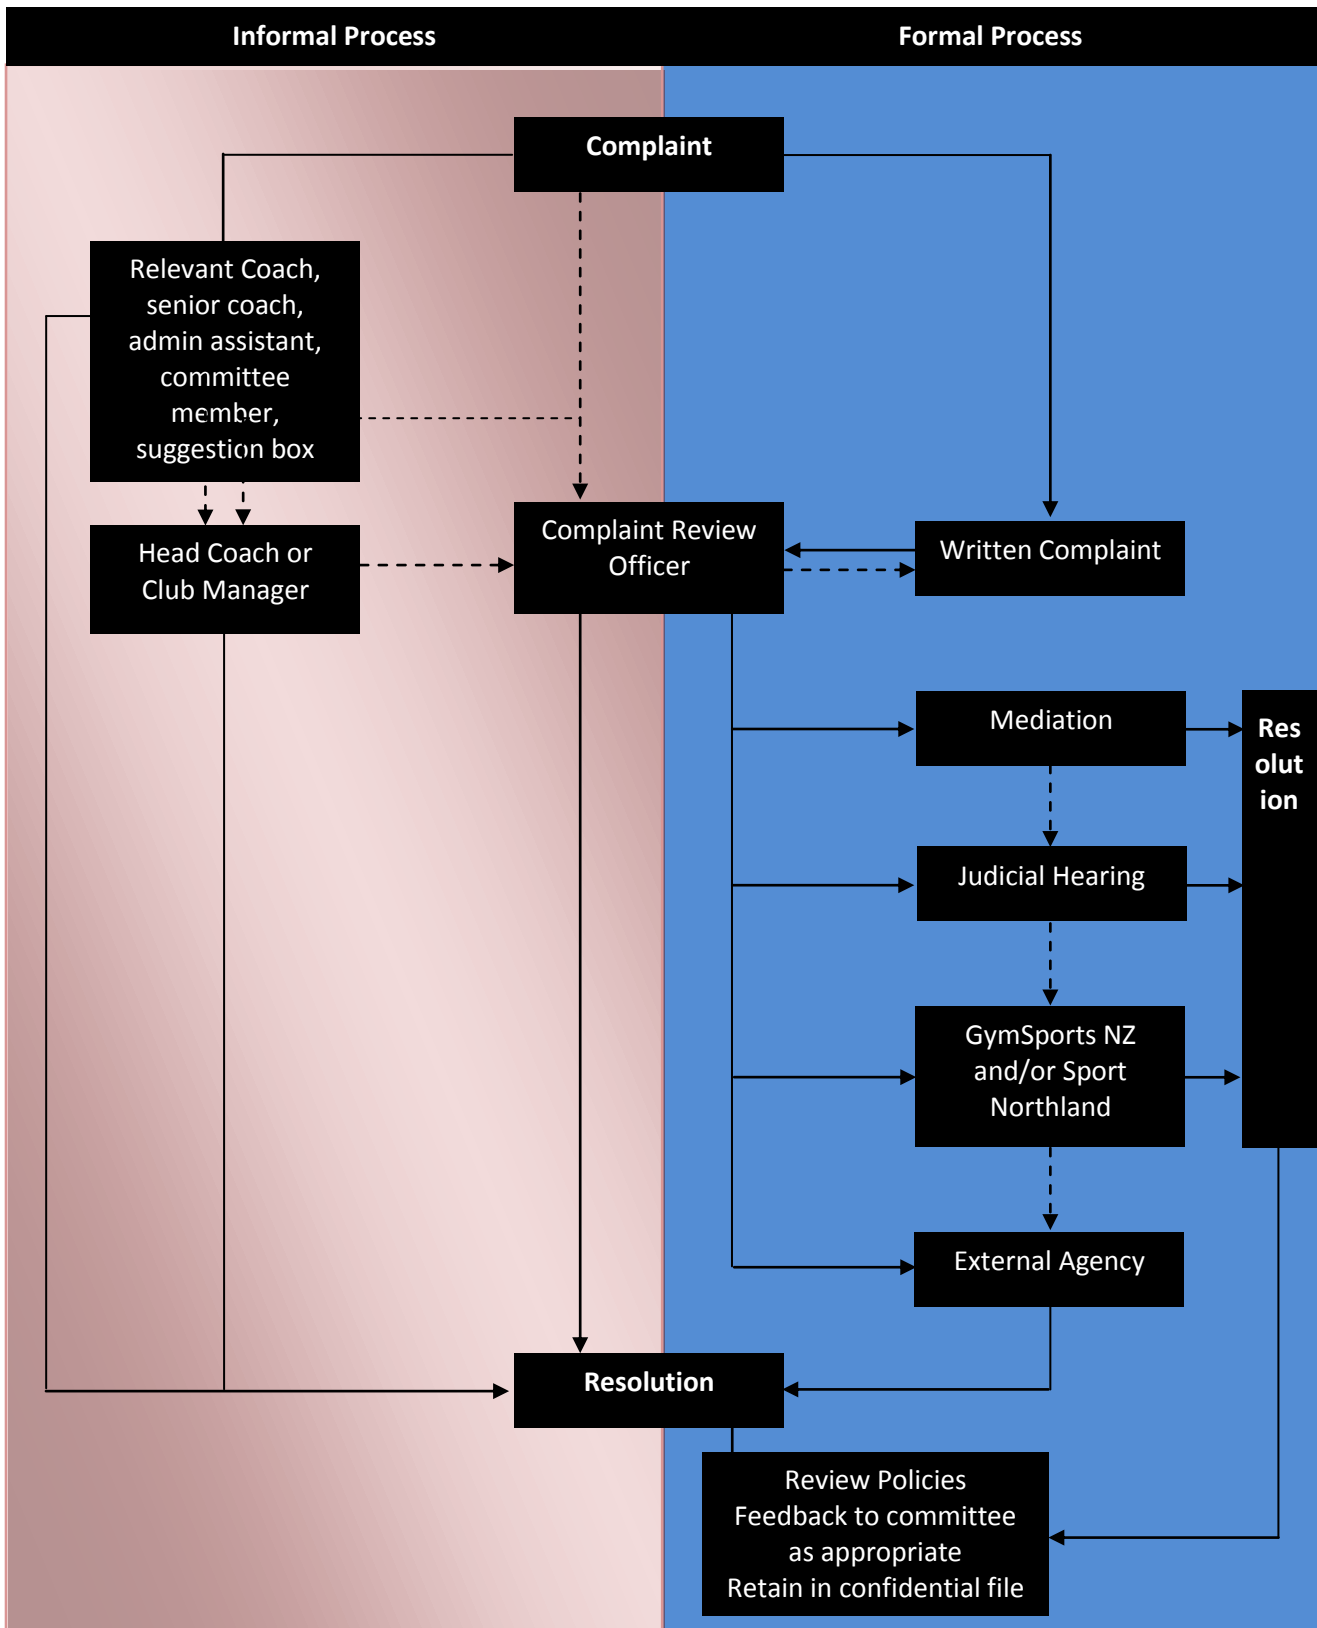 Informal Process
Formal Process
Complaint
Relevant Coach,
senior coach,
admin assistant,
committee
member,
suggestion box
Head Coach or
Club Manager
Complaint Review
Officer
Written Complaint
Mediation
Res
olut
ion
Judicial Hearing
GymSports NZ
and/or Sport
Northland
External Agency
Resolution
Review Policies
Feedback to committee
as appropriate
Retain in confidential file